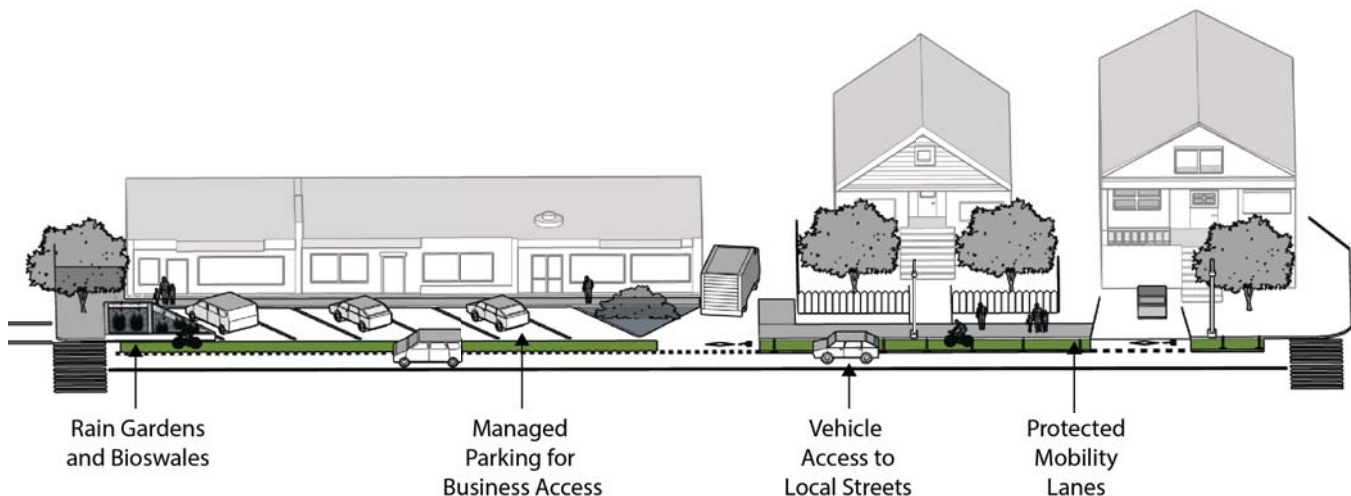 Rain Gardens
and Bioswales
Managed
Parking for
Business Access
Vehicle
Access to
Local Streets
Protected
Mobility
Lanes